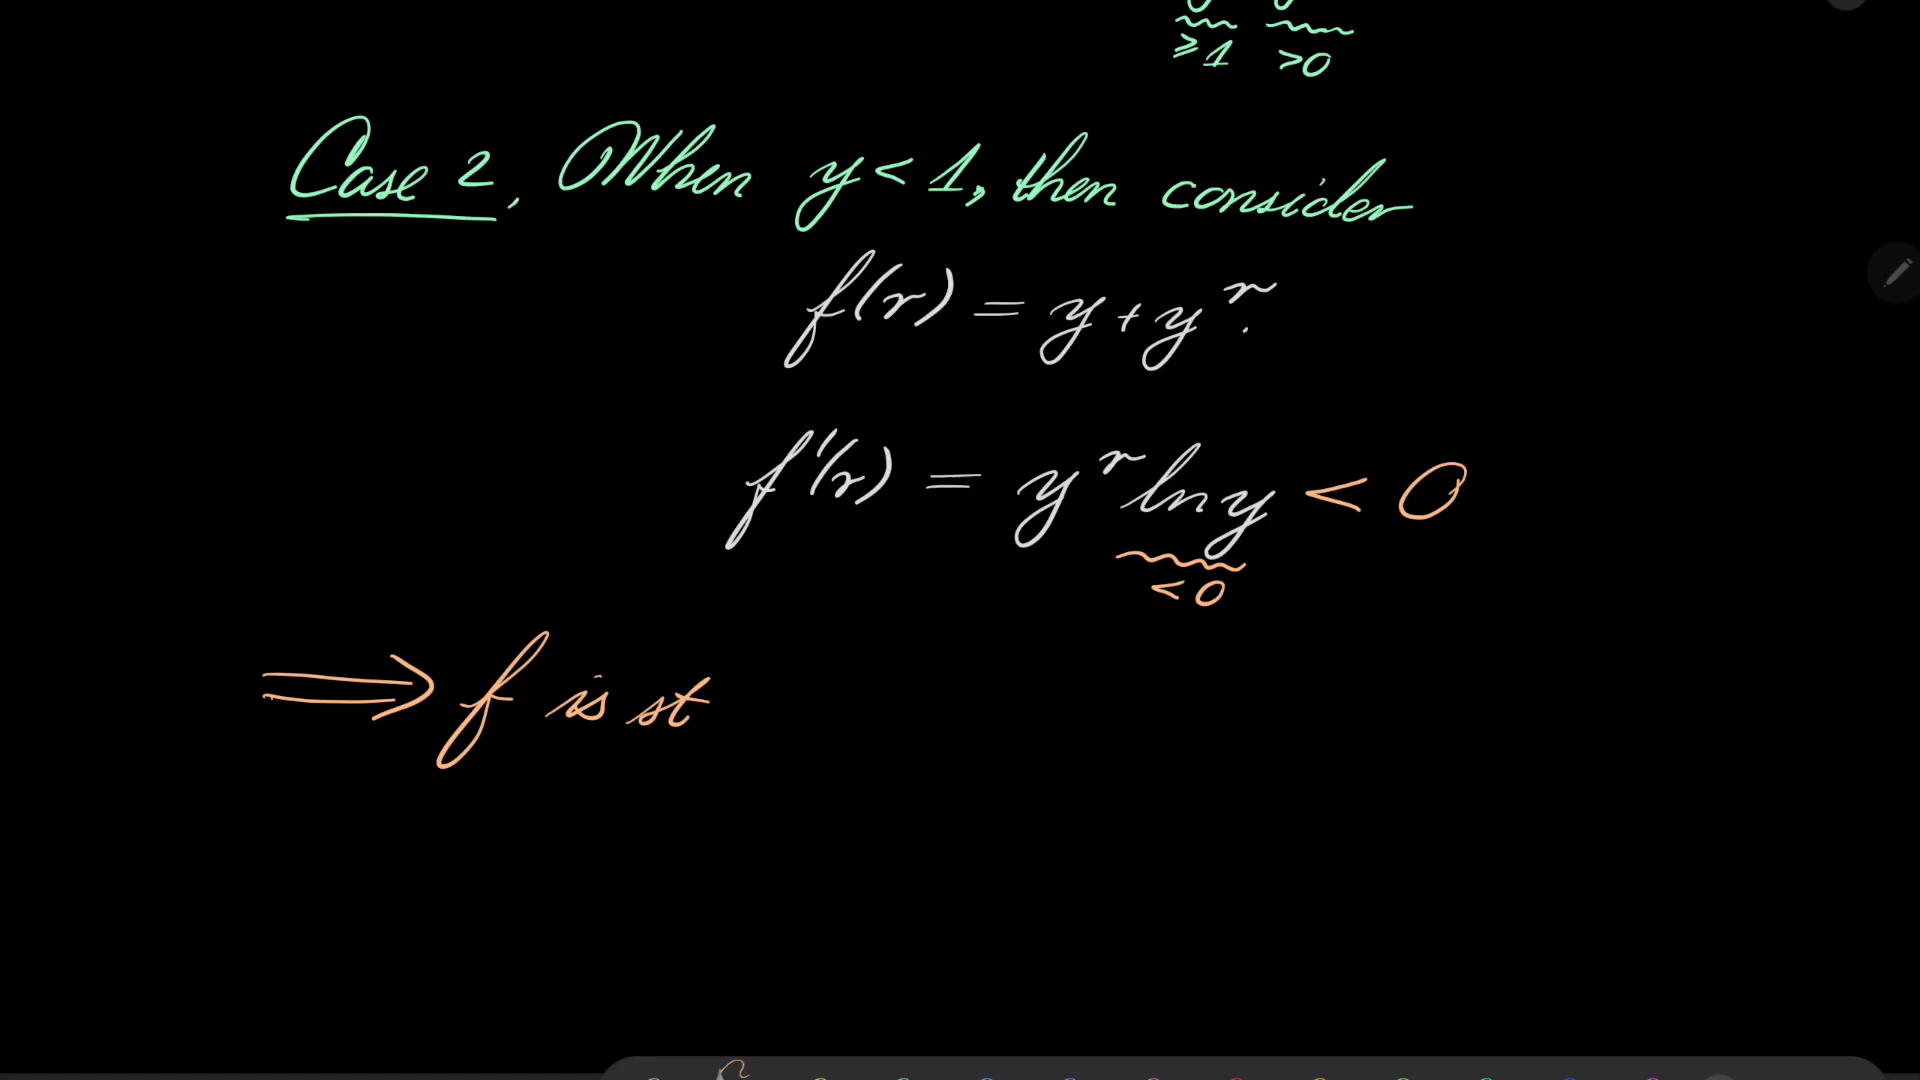 ≥1 >0
Case 2, When y < 1, then consider
f(r) = y + y^r.
f'(r) = y^r ln y < 0
< 0
⟹ f is st